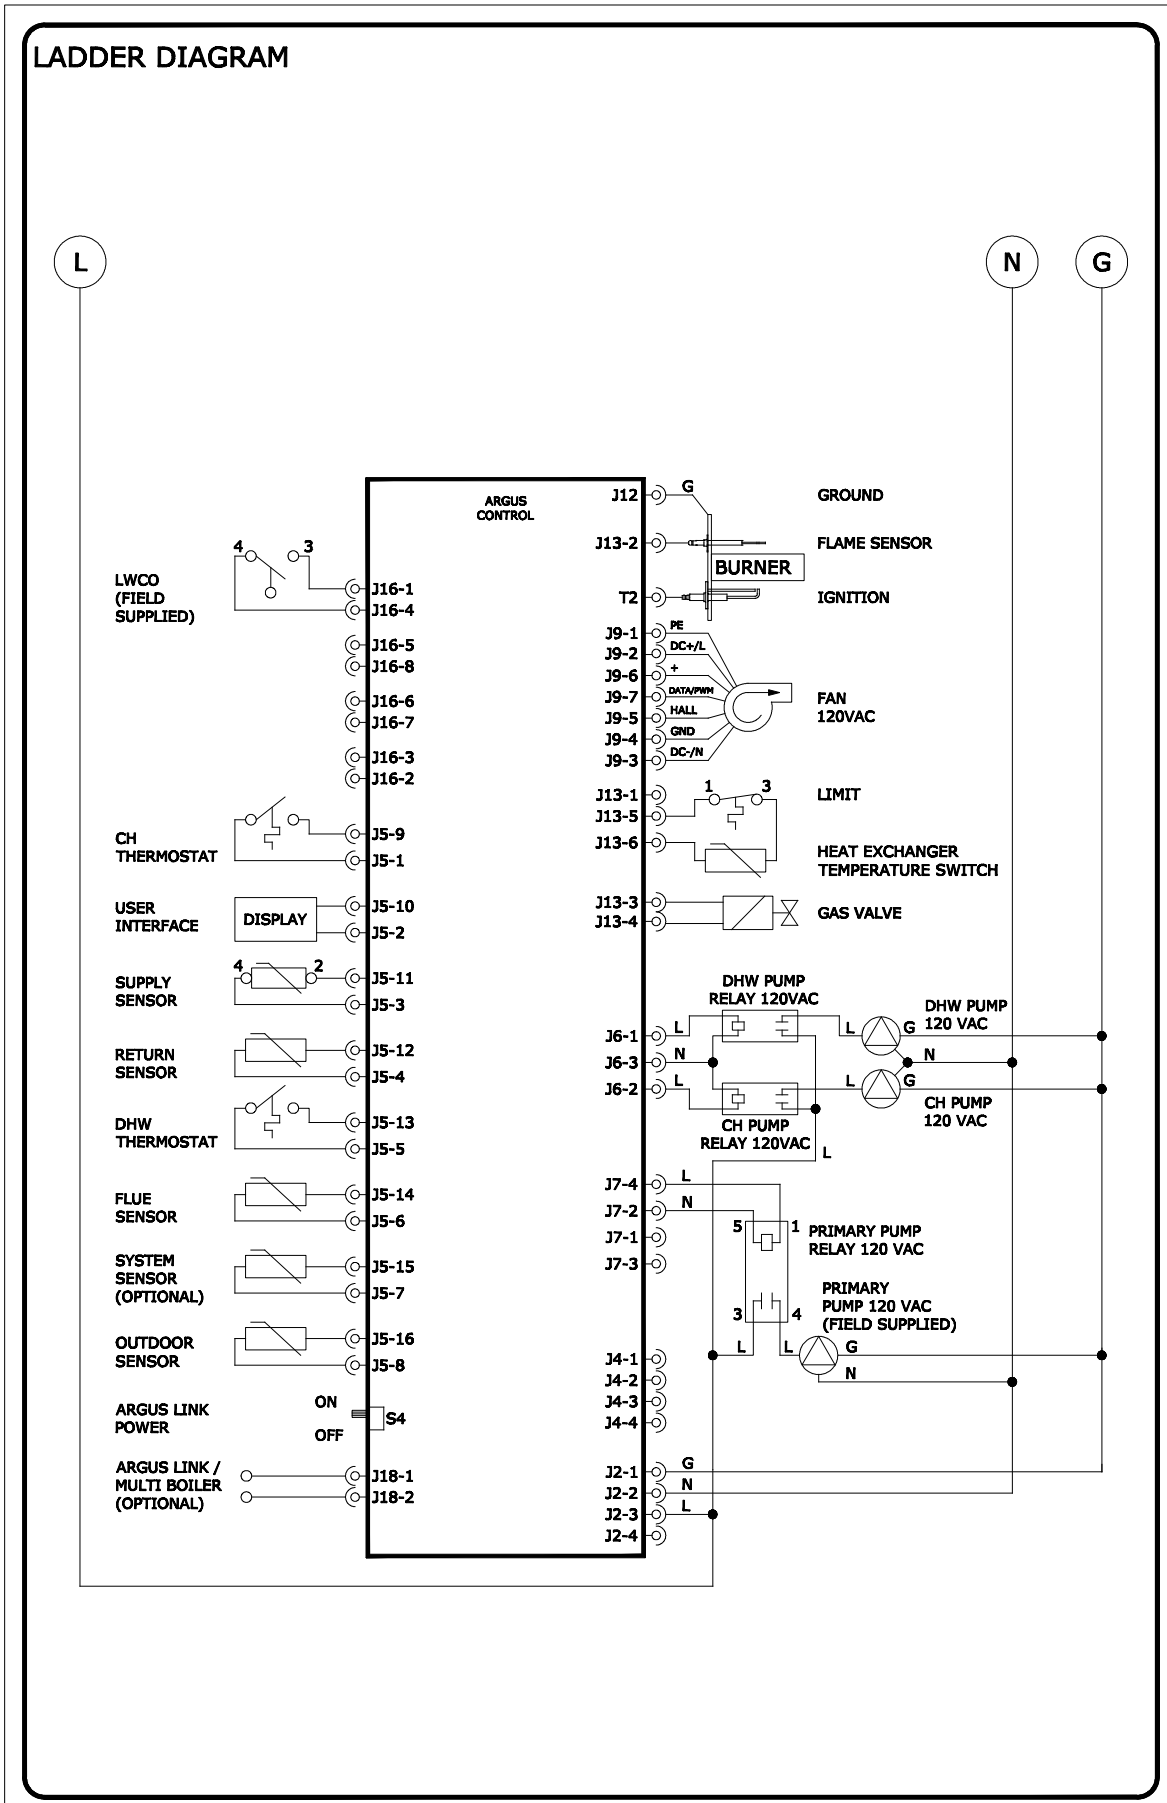 LADDER DIAGRAM
L
N
G
ARGUS
CONTROL
4
3
LWCO
(FIELD
SUPPLIED)
J16-1
J16-4
J16-5
J16-8
J16-6
J16-7
J16-3
J16-2
CH
THERMOSTAT
J5-9
J5-1
USER
INTERFACE
DISPLAY
J5-10
J5-2
SUPPLY
SENSOR
4
2
J5-11
J5-3
RETURN
SENSOR
J5-12
J5-4
DHW
THERMOSTAT
J5-13
J5-5
FLUE
SENSOR
J5-14
J5-6
SYSTEM
SENSOR
(OPTIONAL)
J5-15
J5-7
OUTDOOR
SENSOR
J5-16
J5-8
ARGUS LINK
POWER
ON
OFF
S4
ARGUS LINK /
MULTI BOILER
(OPTIONAL)
J18-1
J18-2
J12
G
GROUND
J13-2
FLAME SENSOR
BURNER
T2
IGNITION
J9-1
PE
J9-2
DC+/L
J9-6
+
J9-7
DATA/PWM
J9-5
HALL
J9-4
GND
J9-3
DC-/N
FAN
120VAC
J13-1
J13-5
J13-6
1
3
LIMIT
HEAT EXCHANGER
TEMPERATURE SWITCH
J13-3
J13-4
GAS VALVE
DHW PUMP
RELAY 120VAC
DHW PUMP
120 VAC
J6-1
L
L
G
J6-3
N
N
J6-2
L
L
G
CH PUMP
RELAY 120VAC
CH PUMP
120 VAC
L
J7-4
L
J7-2
N
J7-1
J7-3
5
1
PRIMARY PUMP
RELAY 120 VAC
3
4
PRIMARY
PUMP 120 VAC
(FIELD SUPPLIED)
L
L
G
N
J4-1
J4-2
J4-3
J4-4
J2-1
G
J2-2
N
J2-3
L
J2-4